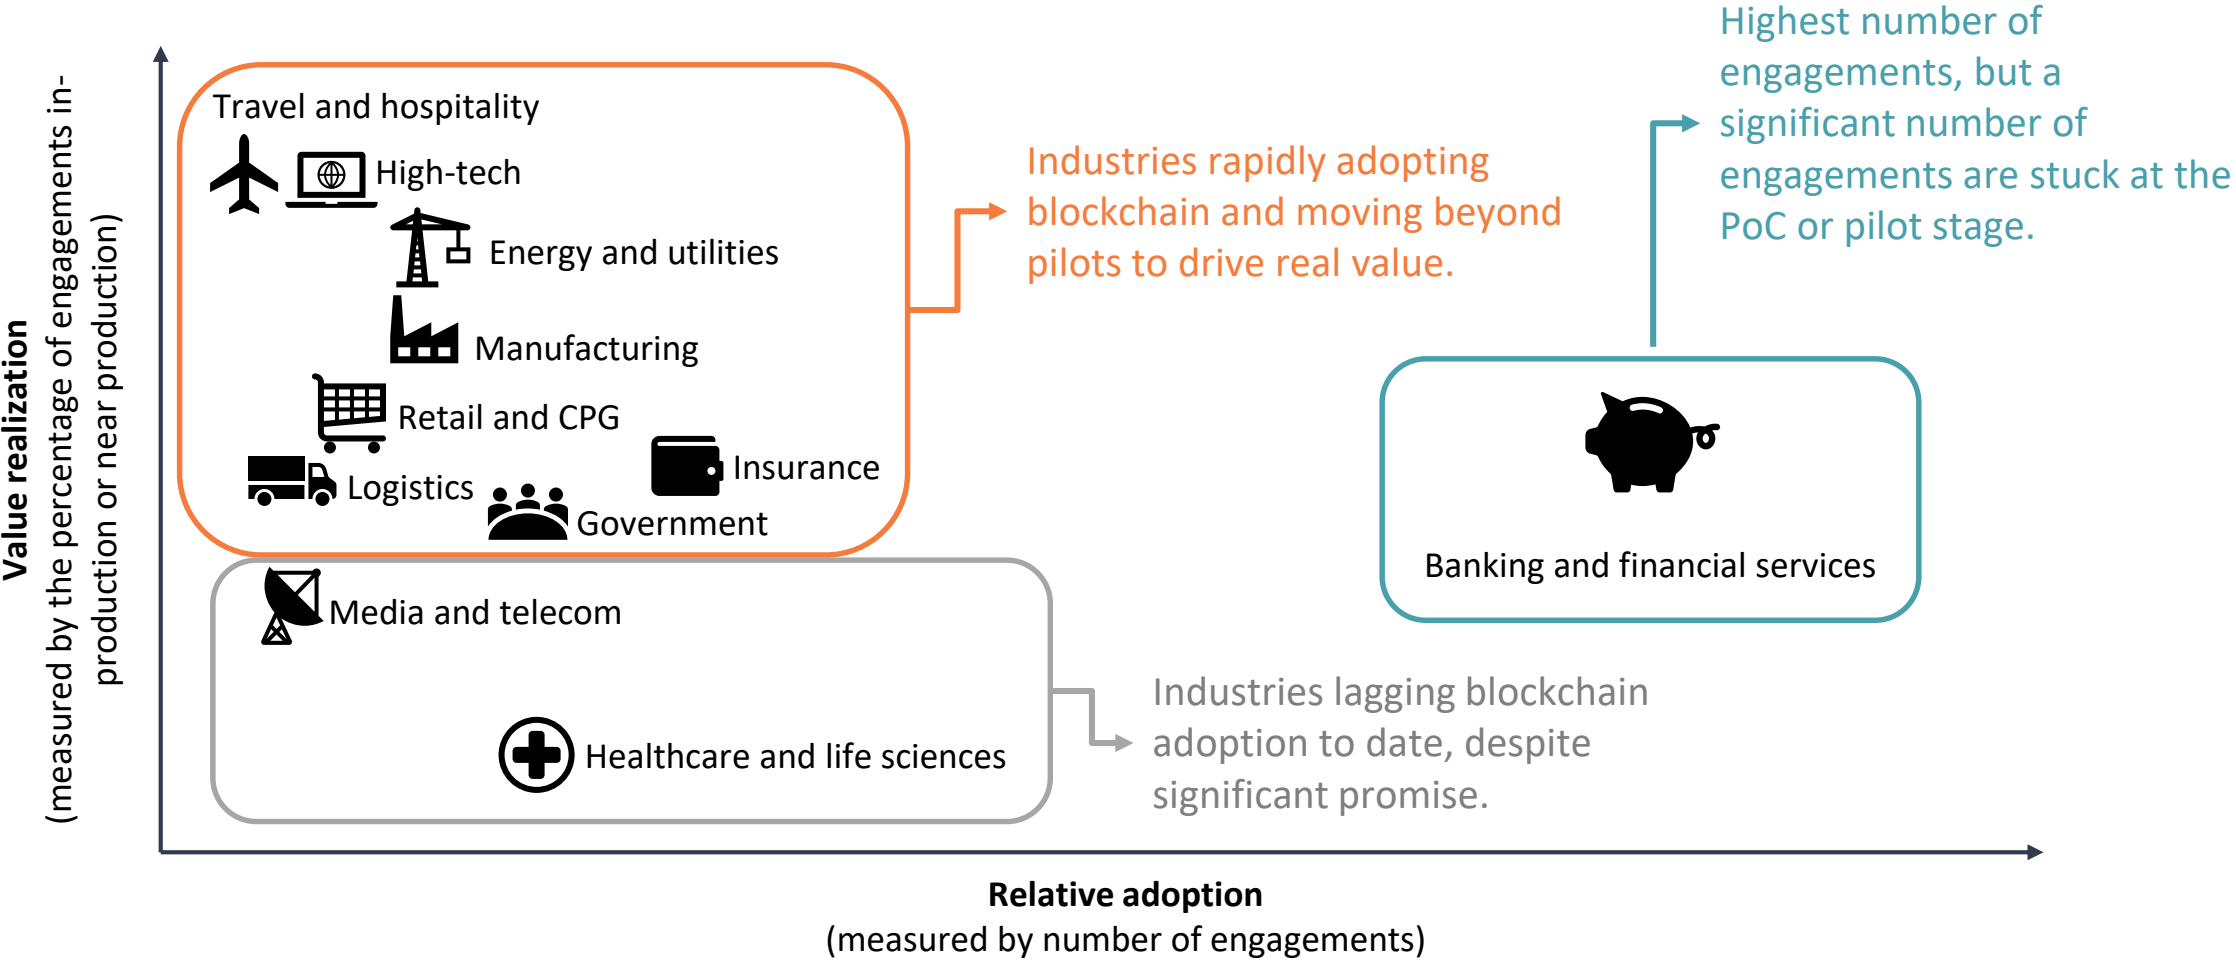 Value realization
(measured by the percentage of engagements in-
production or near production)
Travel and hospitality
High-tech
Energy and utilities
Manufacturing
Retail and CPG
Insurance
Logistics
Government
Industries rapidly adopting
blockchain and moving beyond
pilots to drive real value.
Highest number of
engagements, but a
significant number of
engagements are stuck at the
PoC or pilot stage.
Banking and financial services
Media and telecom
Healthcare and life sciences
Industries lagging blockchain
adoption to date, despite
significant promise.
Relative adoption
(measured by number of engagements)